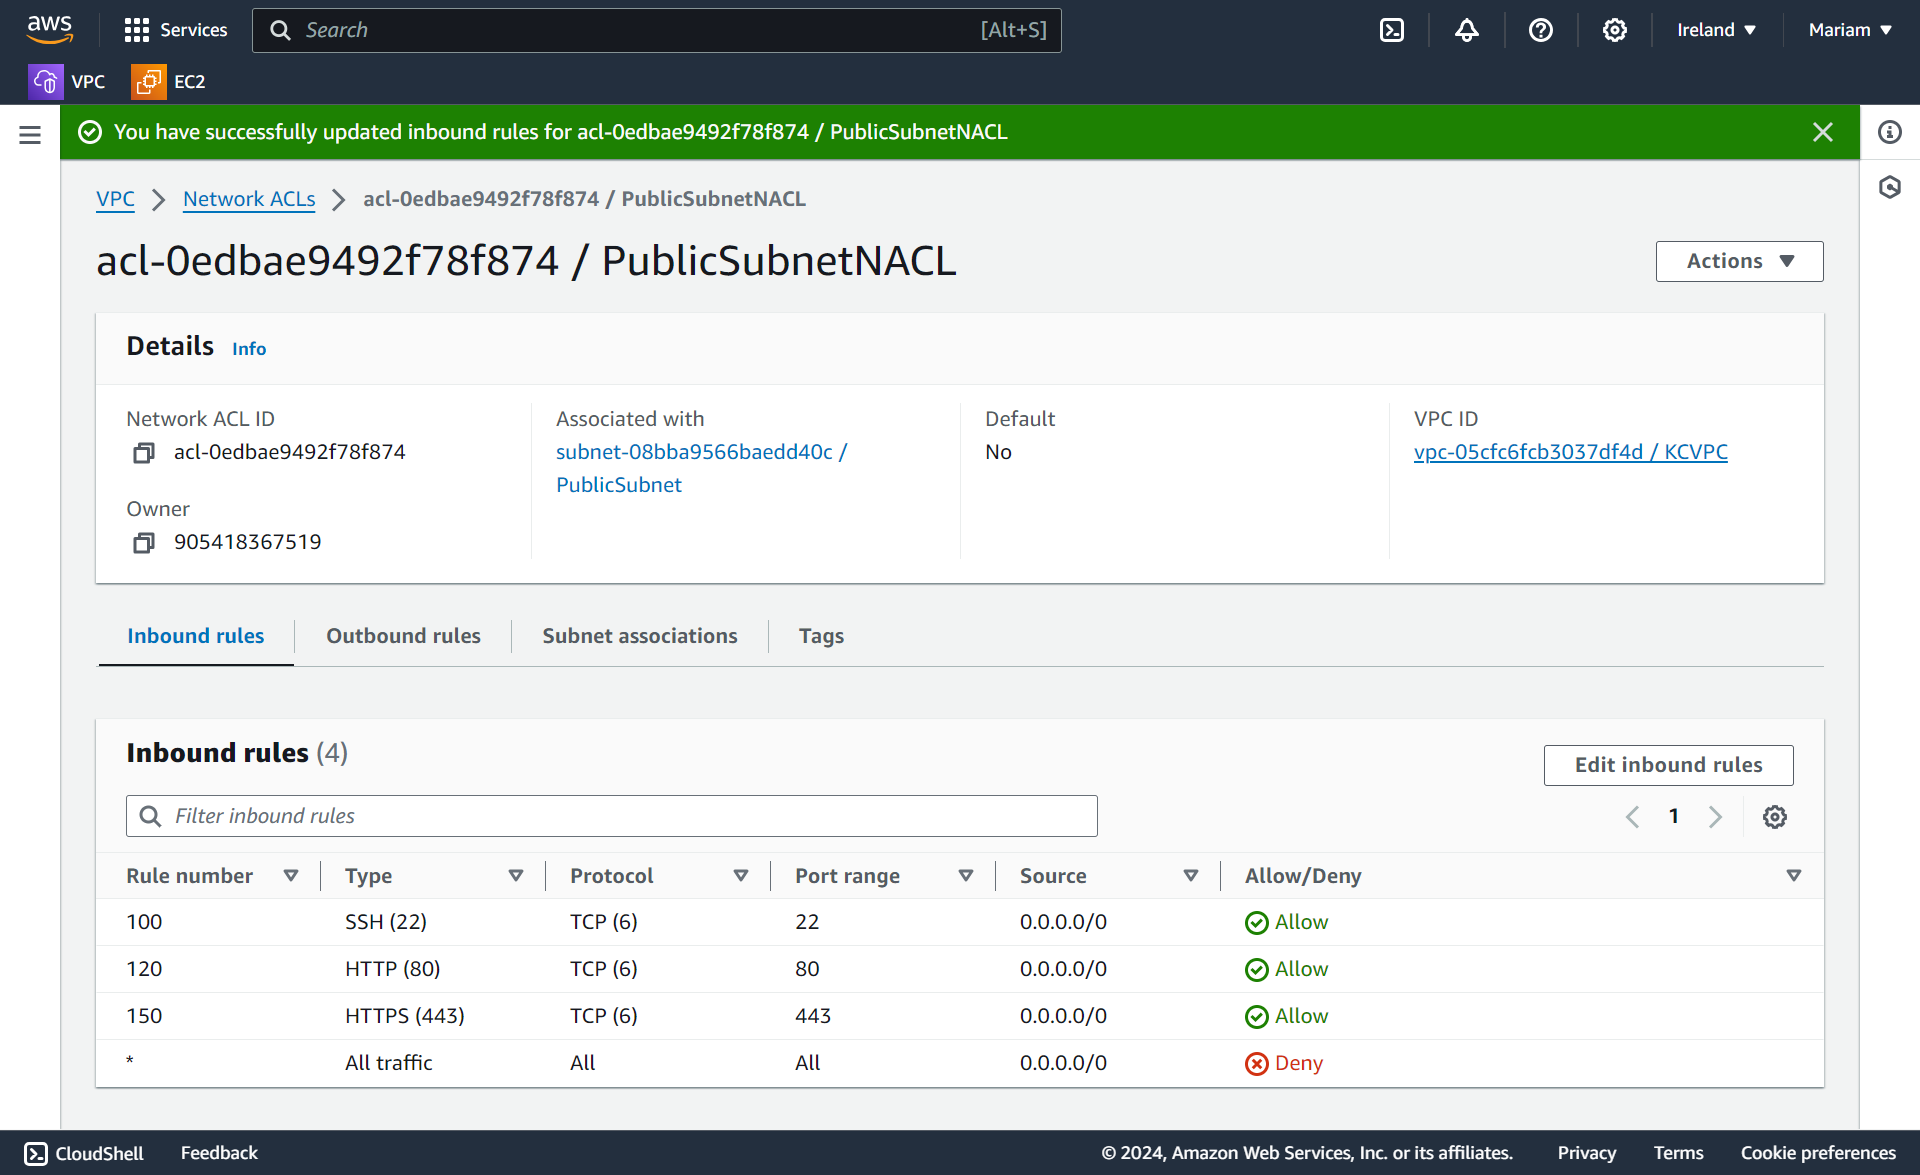 aws
Services
Search
[Alt+S]
Ireland
Mariam
VPC
EC2
You have successfully updated inbound rules for acl-0edbae9492f78f874 / PublicSubnetNACL
VPC
Network ACLs
acl-0edbae9492f78f874 / PublicSubnetNACL
acl-0edbae9492f78f874 / PublicSubnetNACL
Actions
Details Info
Network ACL ID
acl-0edbae9492f78f874
Associated with
subnet-08bba9566baedd40c /
PublicSubnet
Default
No
VPC ID
vpc-05cfc6fcb3037df4d / KCVPC
Owner
905418367519
Inbound rules
Outbound rules
Subnet associations
Tags
Inbound rules (4)
Edit inbound rules
Filter inbound rules
1
Rule number Type Protocol Port range Source Allow/Deny
100 SSH (22) TCP (6) 22 0.0.0.0/0 Allow
120 HTTP (80) TCP (6) 80 0.0.0.0/0 Allow
150 HTTPS (443) TCP (6) 443 0.0.0.0/0 Allow
* All traffic All All 0.0.0.0/0 Deny
CloudShell
Feedback
© 2024, Amazon Web Services, Inc. or its affiliates.
Privacy
Terms
Cookie preferences